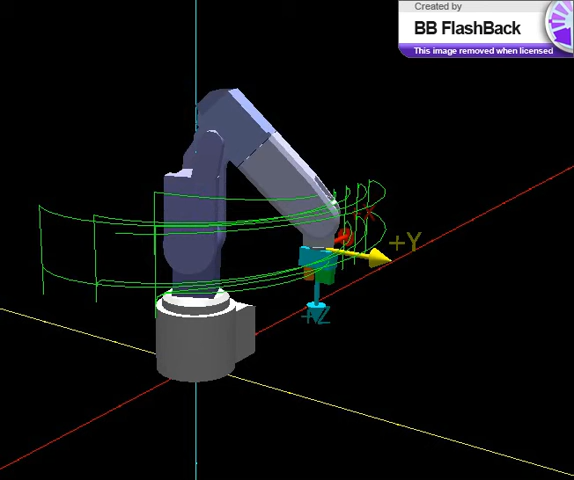 Created by
BB FlashBack
This image removed when licensed
+X
+Y
+Z